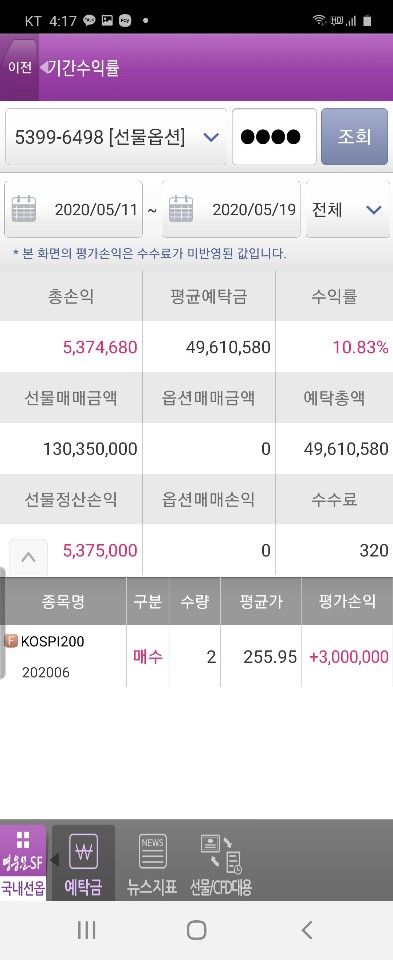 KT 4:17
이전 기간수익률
5399-6498 [선물옵션] ●●●● 조회
2020/05/11 ~ 2020/05/19 전체
* 본 화면의 평가손익은 수수료가 미반영된 값입니다.
총손익 평균예탁금 수익률
5,374,680 49,610,580 10.83%
선물매매금액 옵션매매금액 예탁총액
130,350,000 0 49,610,580
선물정산손익 옵션매매손익 수수료
5,375,000 0 320
종목명 구분 수량 평균가 평가손익
F KOSPI200 매수 2 255.95 +3,000,000
202006
영웅문SF
국내선옵 예탁금 뉴스지표 선물/CFD대용
NEWS